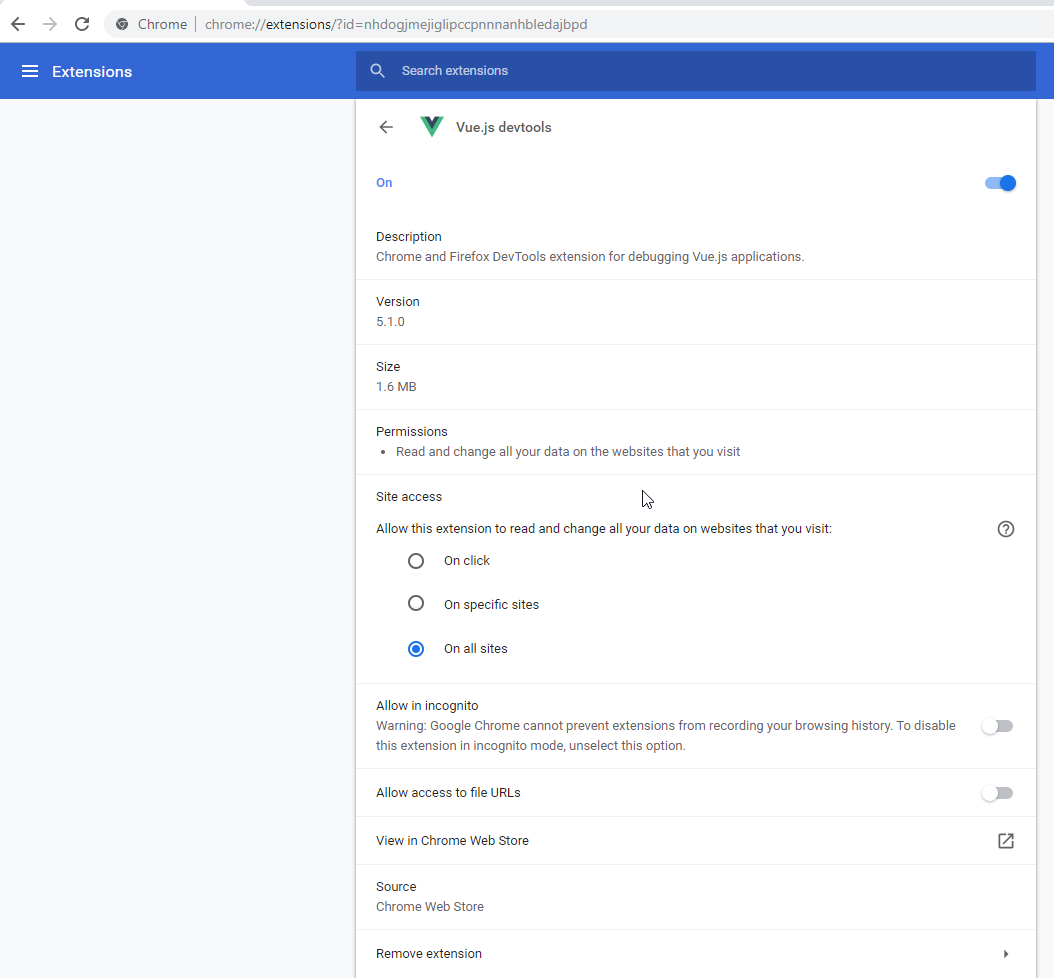 Chrome
chrome://extensions/?id=nhdogjmejiglipccpnnnanhbledajbpd
Extensions
Search extensions
Vue.js devtools
On
Description
Chrome and Firefox DevTools extension for debugging Vue.js applications.
Version
5.1.0
Size
1.6 MB
Permissions
• Read and change all your data on the websites that you visit
Site access
Allow this extension to read and change all your data on websites that you visit:
On click
On specific sites
On all sites
Allow in incognito
Warning: Google Chrome cannot prevent extensions from recording your browsing history. To disable
this extension in incognito mode, unselect this option.
Allow access to file URLs
View in Chrome Web Store
Source
Chrome Web Store
Remove extension